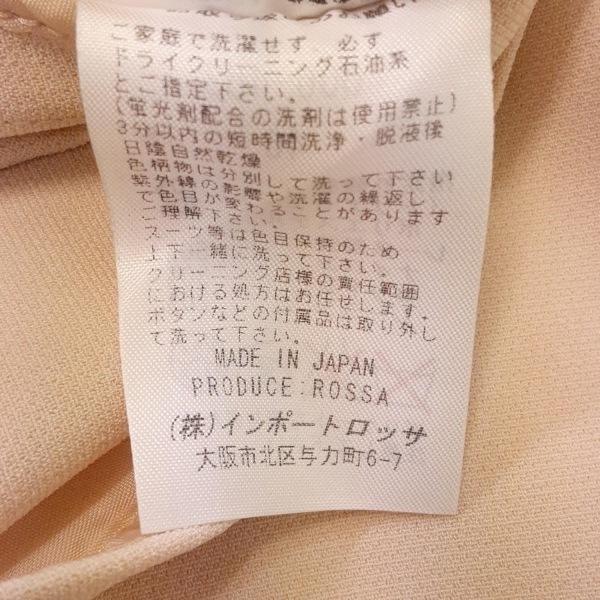 ご家庭で洗濯せず 必ず
ドライクリーニング石油系
とご指定下さい。
(蛍光剤配合の洗剤は使用禁止)
3分以内の短時間洗浄・脱液後
日陰自然乾燥
色柄物は分別して洗って下さい
紫外線の影響や洗濯の繰返し
で色目が変わることがあります
ご理解下さい。
スーツ等は色目保持のため
上下一緒に洗って下さい。
クリーニング店様の責任範囲
における処方はお任せします。
ボタンなどの付属品は取り外し
て洗って下さい。
MADE IN JAPAN
PRODUCE:ROSSA
(株)インポートロッサ
大阪市北区与力町6-7